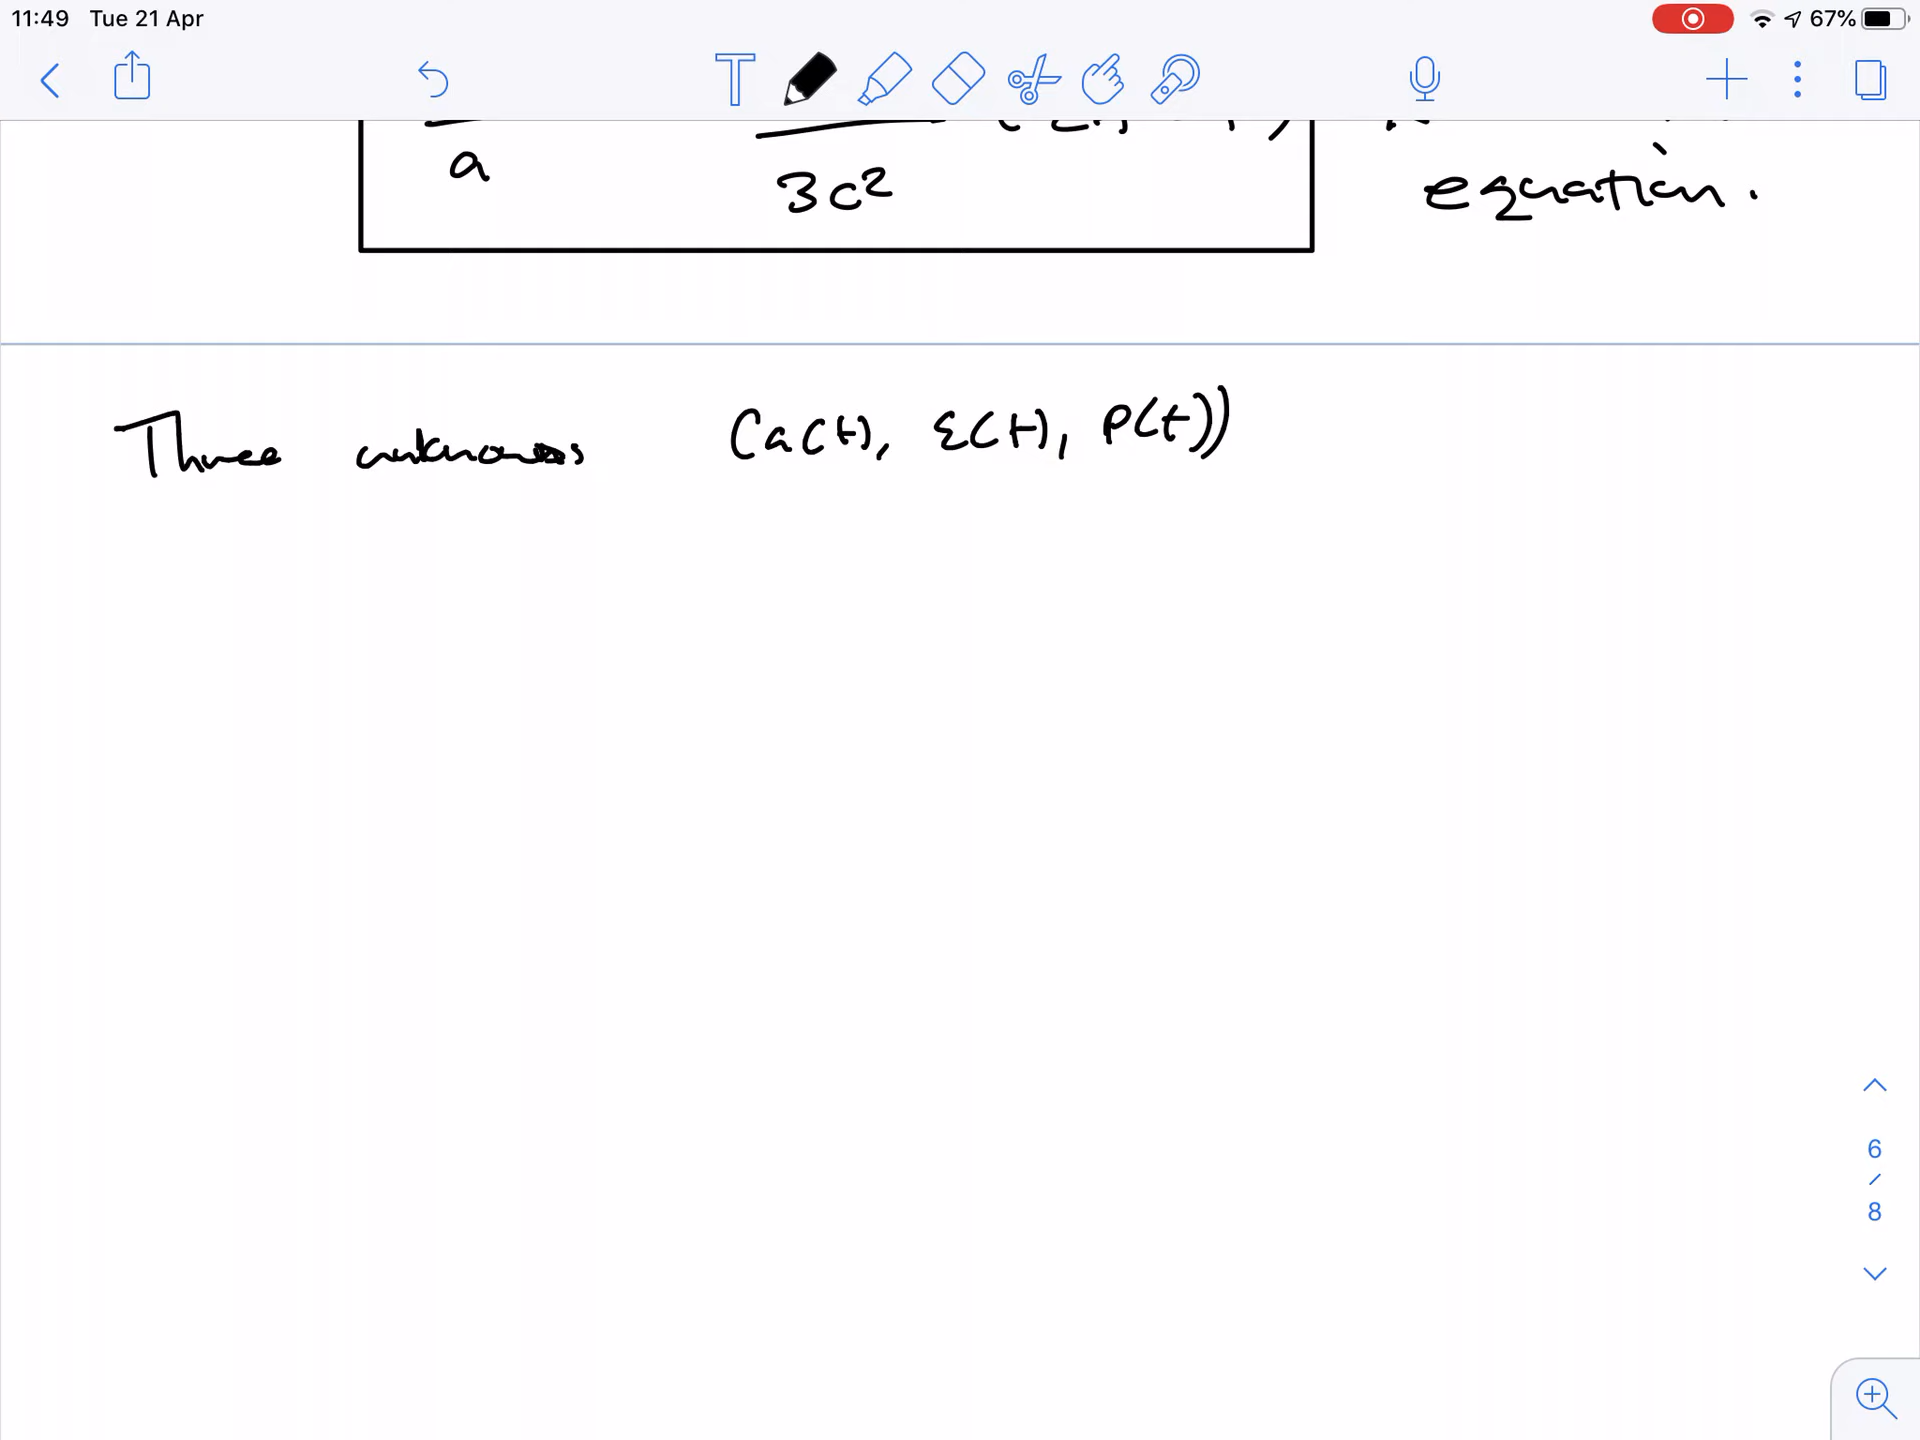 11:49 Tue 21 Apr 67%
a
3c²
equation.
Three unknowns (a(t), ε(t), P(t))
6
/
8